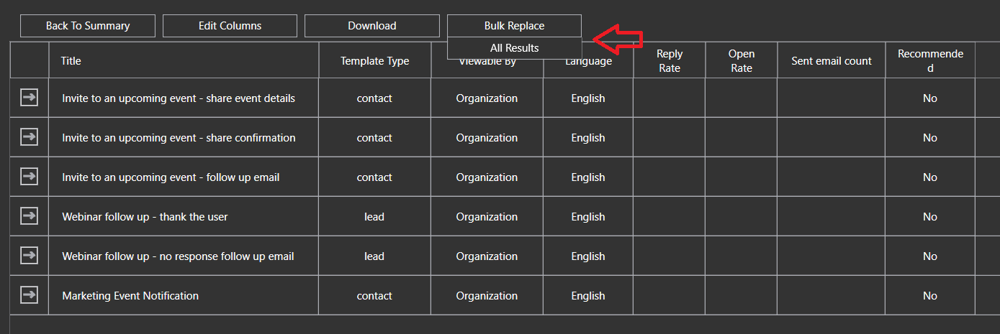 Back To Summary Edit Columns Download Bulk Replace
All Results
Title Template Type Viewable By Language Reply Rate Open Rate Sent email count Recommended
Invite to an upcoming event - share event details contact Organization English No
Invite to an upcoming event - share confirmation contact Organization English No
Invite to an upcoming event - follow up email contact Organization English No
Webinar follow up - thank the user lead Organization English No
Webinar follow up - no response follow up email lead Organization English No
Marketing Event Notification contact Organization English No